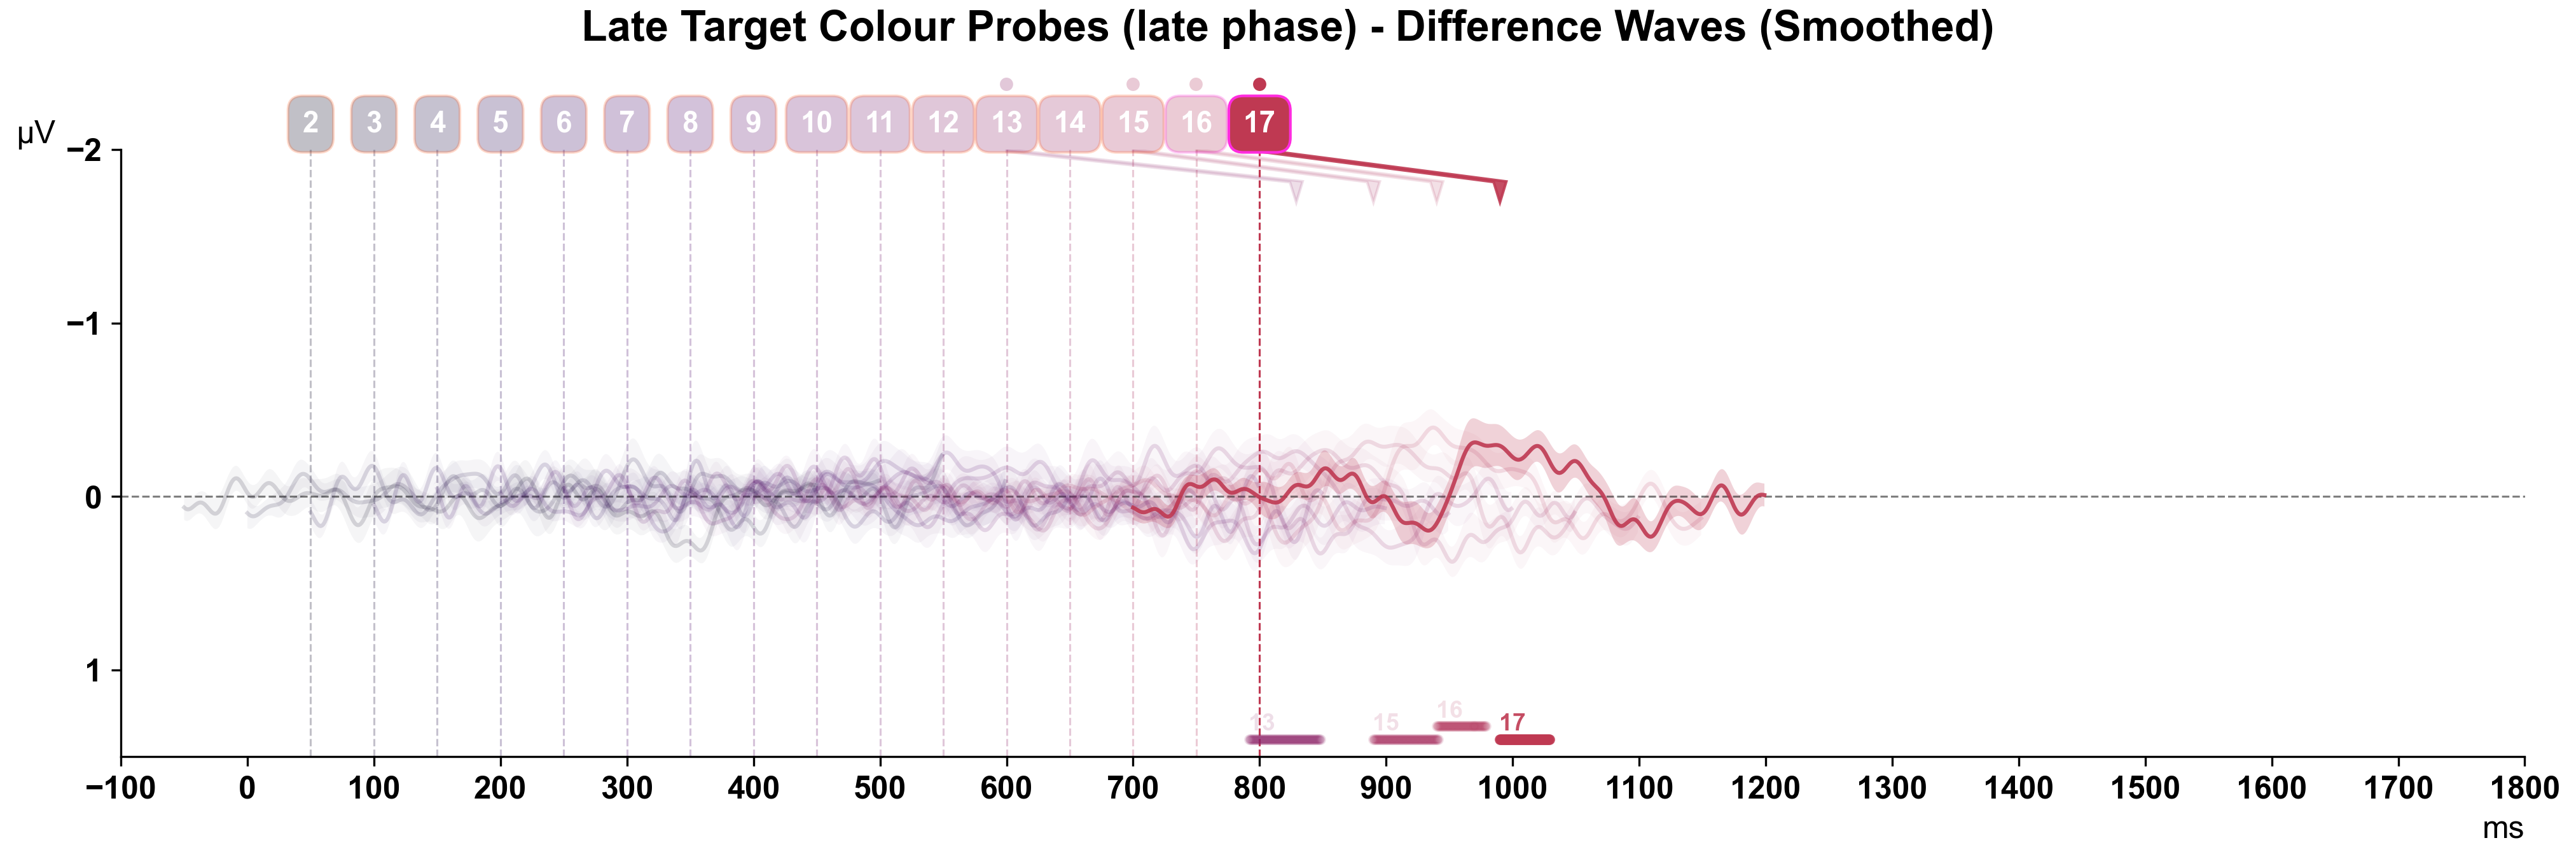 Late Target Colour Probes (late phase) - Difference Waves (Smoothed)
2 3 4 5 6 7 8 9 10 11 12 13 14 15 16 17
µV
−2
−1
0
1
13 15 16 17
−100 0 100 200 300 400 500 600 700 800 900 1000 1100 1200 1300 1400 1500 1600 1700 1800
ms